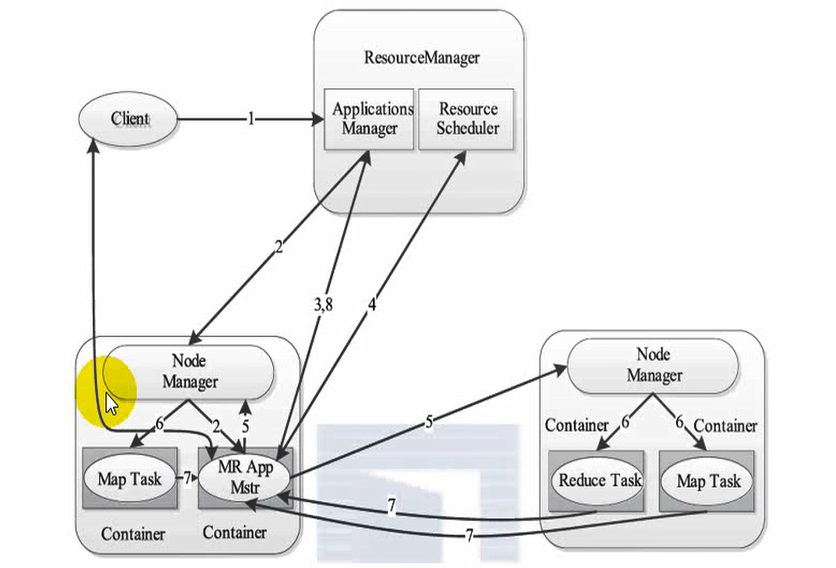 ResourceManager
Client
1
Applications
Manager
Resource
Scheduler
2
3,8
4
Node
Manager
6
2
5
Map Task
7
MR App
Mstr
Container
Container
5
Node
Manager
Container
6
6
Container
Reduce Task
Map Task
7
7